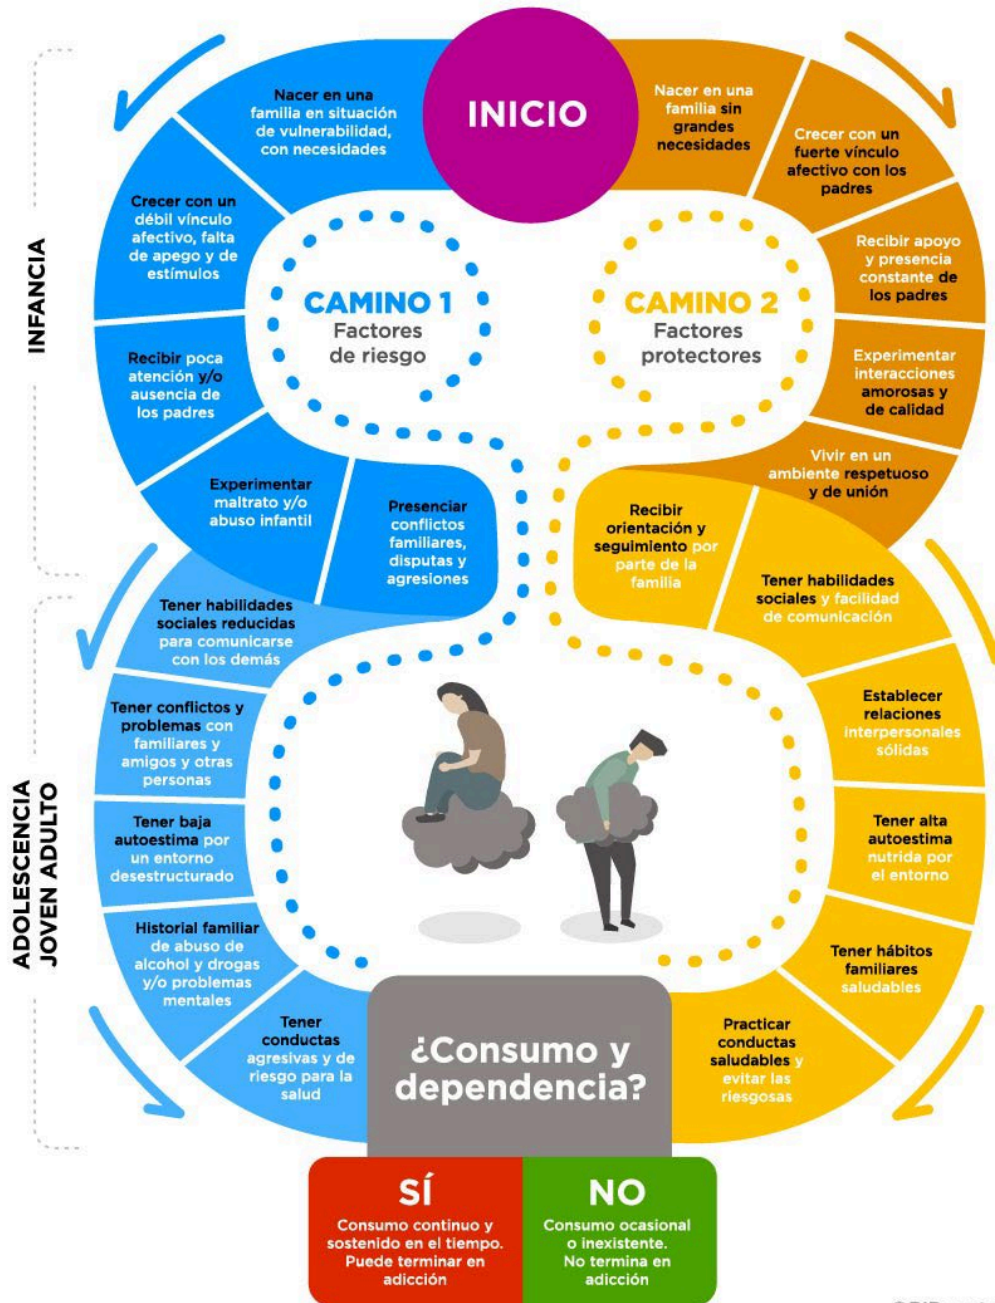 INICIO
INFANCIA
CAMINO 1
Factores
de riesgo
Nacer en una
familia en situación
de vulnerabilidad,
con necesidades
Crecer con un
débil vínculo
afectivo, falta
de apego y de
estímulos
Recibir poca
atención y/o
ausencia de
los padres
Experimentar
maltrato y/o
abuso infantil
Presenciar
conflictos
familiares,
disputas y
agresiones
CAMINO 2
Factores
protectores
Nacer en una
familia sin
grandes
necesidades
Crecer con un
fuerte vínculo
afectivo con los
padres
Recibir apoyo
y presencia
constante de
los padres
Experimentar
interacciones
amorosas y
de calidad
Vivir en un
ambiente respetuoso
y de unión
ADOLESCENCIA
JOVEN ADULTO
Tener habilidades
sociales reducidas
para comunicarse
con los demás
Tener conflictos y
problemas con
familiares y
amigos y otras
personas
Tener baja
autoestima por
un entorno
desestructurado
Historial familiar
de abuso de
alcohol y drogas
y/o problemas
mentales
Tener
conductas
agresivas y de
riesgo para la
salud
Recibir
orientación y
seguimiento por
parte de la
familia
Tener habilidades
sociales y facilidad
de comunicación
Establecer
relaciones
interpersonales
sólidas
Tener alta
autoestima
nutrida por
el entorno
Tener hábitos
familiares
saludables
Practicar
conductas
saludables y
evitar las
riesgosas
¿Consumo y
dependencia?
SÍ
Consumo continuo y
sostenido en el tiempo.
Puede terminar en
adicción
NO
Consumo ocasional
o inexistente.
No termina en
adicción